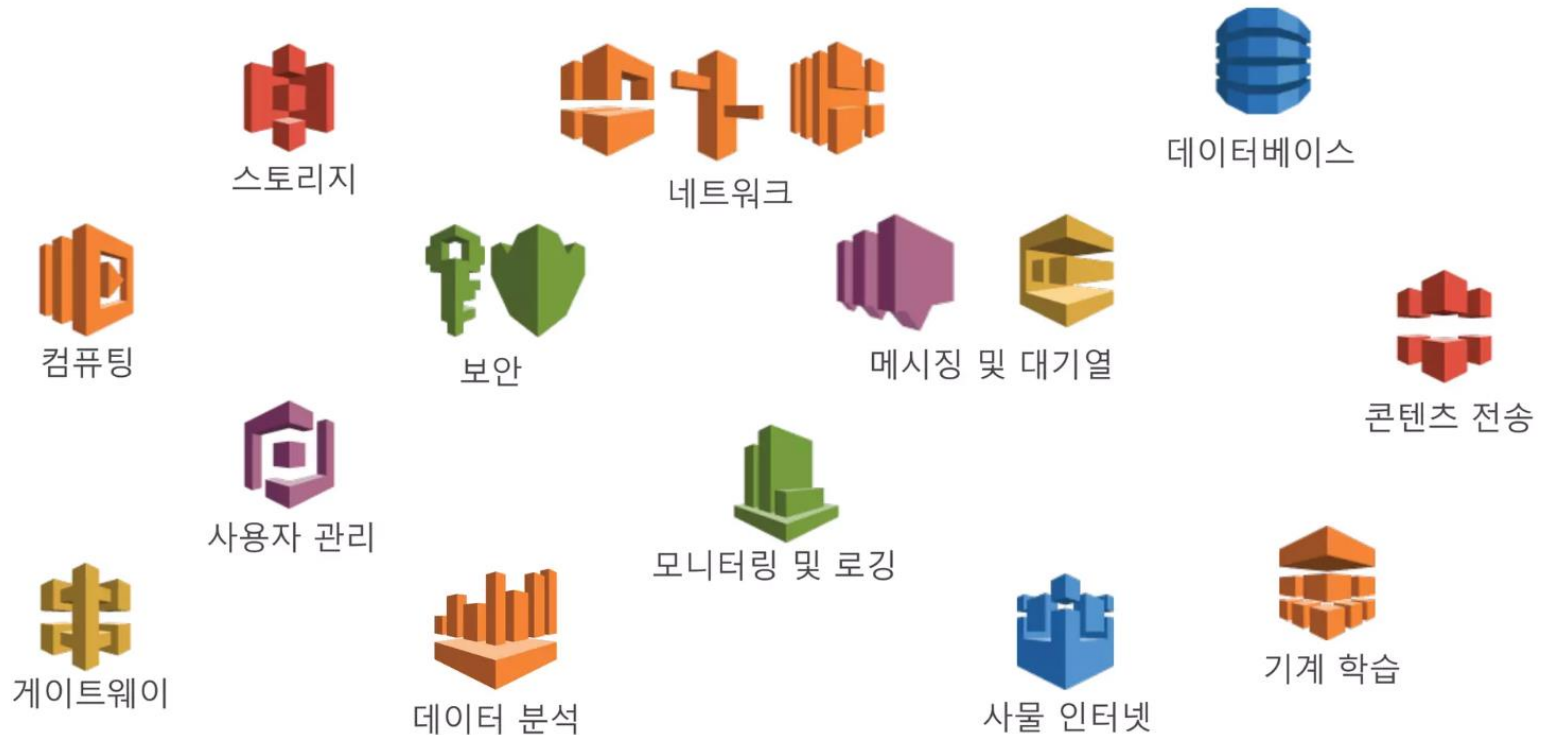 스토리지
네트워크
데이터베이스
컴퓨팅
보안
메시징 및 대기열
콘텐츠 전송
사용자 관리
모니터링 및 로깅
게이트웨이
데이터 분석
사물 인터넷
기계 학습